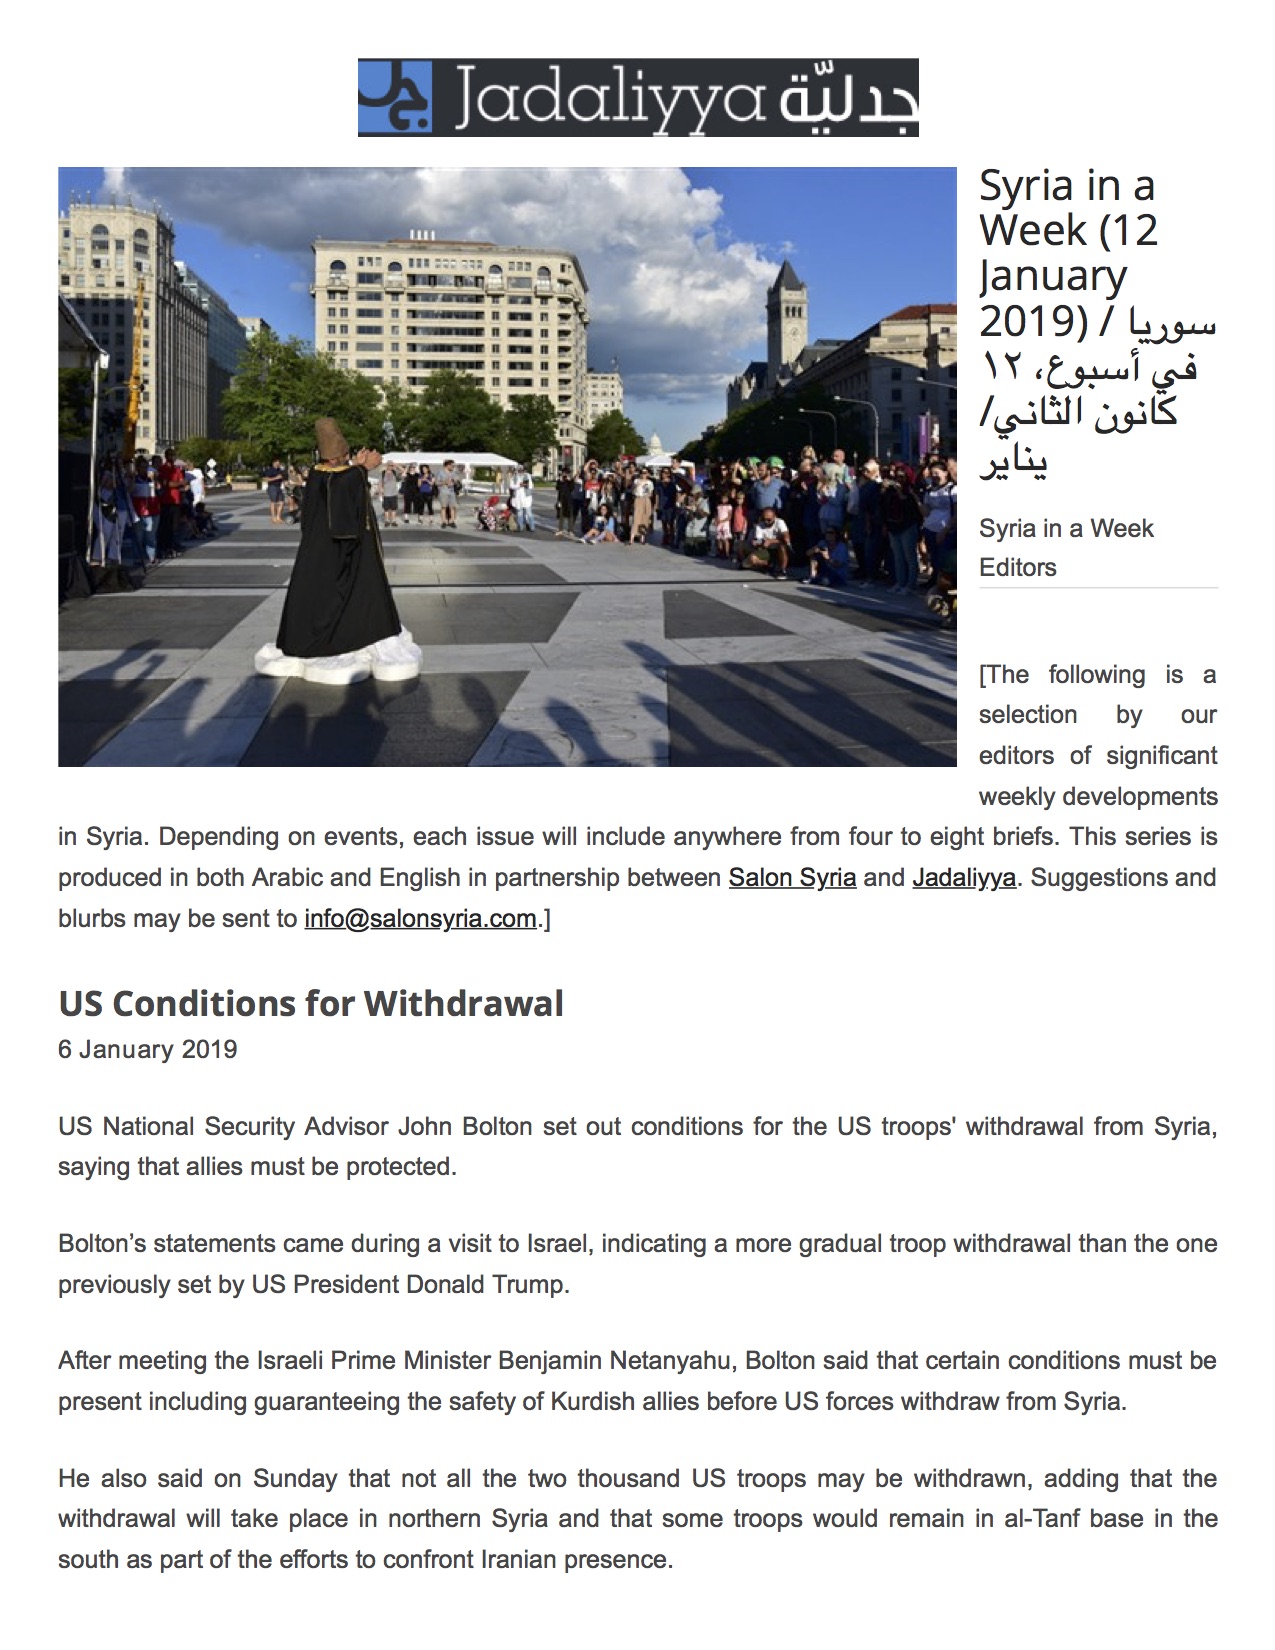 Jadaliyya جدليّة
Syria in a
Week (12
January
2019) / سوريا
في أسبوع، ١٢
كانون الثاني/
يناير
Syria in a Week
Editors
[The following is a
selection by our
editors of significant
weekly developments
in Syria. Depending on events, each issue will include anywhere from four to eight briefs. This series is
produced in both Arabic and English in partnership between Salon Syria and Jadaliyya. Suggestions and
blurbs may be sent to info@salonsyria.com.]
US Conditions for Withdrawal
6 January 2019
US National Security Advisor John Bolton set out conditions for the US troops' withdrawal from Syria,
saying that allies must be protected.
Bolton’s statements came during a visit to Israel, indicating a more gradual troop withdrawal than the one
previously set by US President Donald Trump.
After meeting the Israeli Prime Minister Benjamin Netanyahu, Bolton said that certain conditions must be
present including guaranteeing the safety of Kurdish allies before US forces withdraw from Syria.
He also said on Sunday that not all the two thousand US troops may be withdrawn, adding that the
withdrawal will take place in northern Syria and that some troops would remain in al-Tanf base in the
south as part of the efforts to confront Iranian presence.